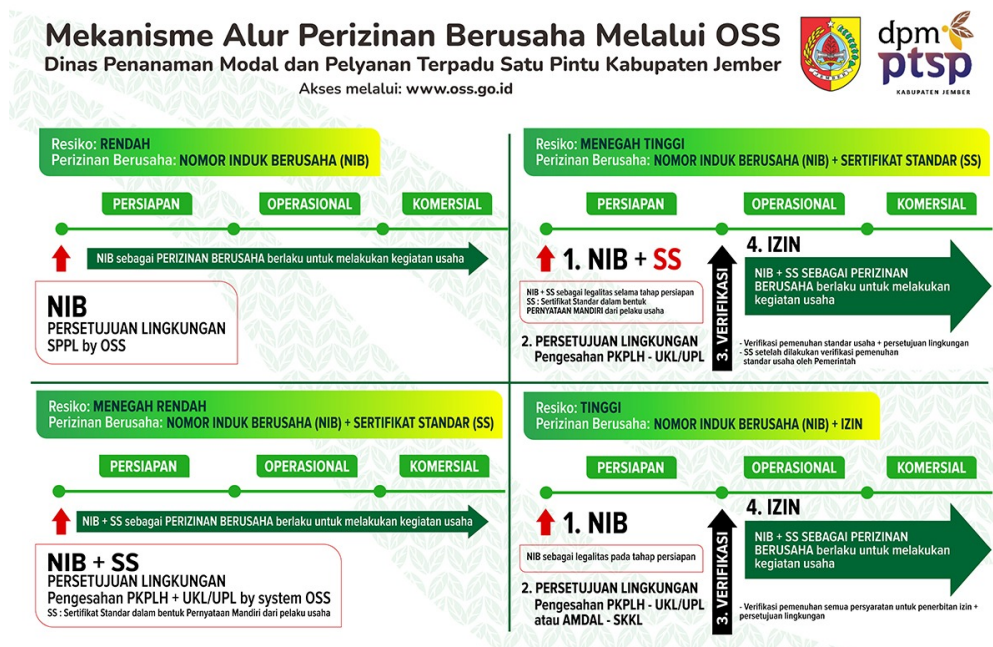 Mekanisme Alur Perizinan Berusaha Melalui OSS
Dinas Penanaman Modal dan Pelyanan Terpadu Satu Pintu Kabupaten Jember
Akses melalui: www.oss.go.id
JEMBER
dpm
ptsp
KABUPATEN JEMBER
Resiko: RENDAH
Perizinan Berusaha: NOMOR INDUK BERUSAHA (NIB)
PERSIAPAN
OPERASIONAL
KOMERSIAL
NIB sebagai PERIZINAN BERUSAHA berlaku untuk melakukan kegiatan usaha
NIB
PERSETUJUAN LINGKUNGAN
SPPL by OSS
Resiko: MENEGAH TINGGI
Perizinan Berusaha: NOMOR INDUK BERUSAHA (NIB) + SERTIFIKAT STANDAR (SS)
PERSIAPAN
OPERASIONAL
KOMERSIAL
1. NIB + SS
NIB + SS sebagai legalitas selama tahap persiapan
SS : Sertifikat Standar dalam bentuk
PERNYATAAN MANDIRI dari pelaku usaha
2. PERSETUJUAN LINGKUNGAN
Pengesahan PKPLH - UKL/UPL
3. VERIFIKASI
4. IZIN
NIB + SS SEBAGAI PERIZINAN
BERUSAHA berlaku untuk melakukan
kegiatan usaha
- Verifikasi pemenuhan standar usaha + persetujuan lingkungan
- SS setelah dilakukan verifikasi pemenuhan
standar usaha oleh Pemerintah
Resiko: MENEGAH RENDAH
Perizinan Berusaha: NOMOR INDUK BERUSAHA (NIB) + SERTIFIKAT STANDAR (SS)
PERSIAPAN
OPERASIONAL
KOMERSIAL
NIB + SS sebagai PERIZINAN BERUSAHA berlaku untuk melakukan kegiatan usaha
NIB + SS
PERSETUJUAN LINGKUNGAN
Pengesahan PKPLH + UKL/UPL by system OSS
SS : Sertifikat Standar dalam bentuk Pernyataan Mandiri dari pelaku usaha
Resiko: TINGGI
Perizinan Berusaha: NOMOR INDUK BERUSAHA (NIB) + IZIN
PERSIAPAN
OPERASIONAL
KOMERSIAL
1. NIB
NIB sebagai legalitas pada tahap persiapan
2. PERSETUJUAN LINGKUNGAN
Pengesahan PKPLH - UKL/UPL
atau AMDAL - SKKL
3. VERIFIKASI
4. IZIN
NIB + SS SEBAGAI PERIZINAN
BERUSAHA berlaku untuk melakukan
kegiatan usaha
- Verifikasi pemenuhan semua persyaratan untuk penerbitan izin +
persetujuan lingkungan